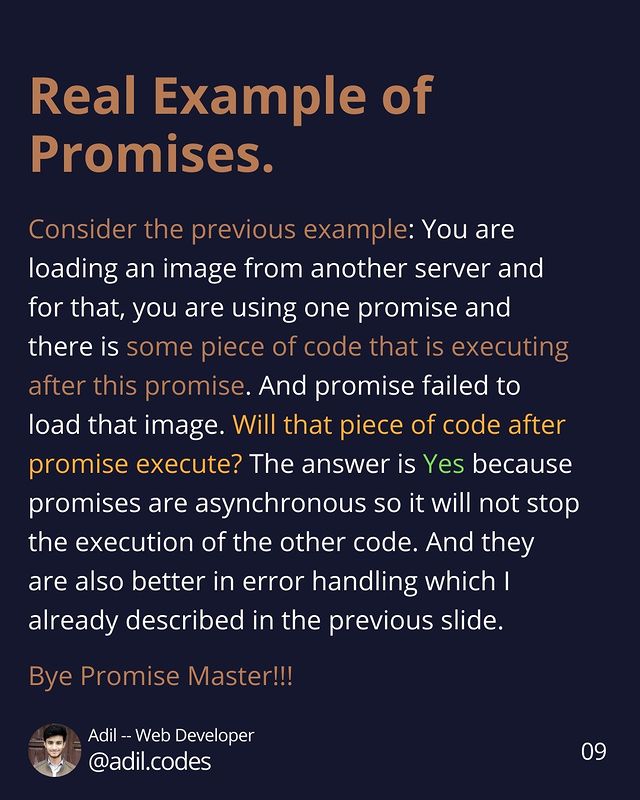 Real Example of
Promises.
Consider the previous example: You are
loading an image from another server and
for that, you are using one promise and
there is some piece of code that is executing
after this promise. And promise failed to
load that image. Will that piece of code after
promise execute? The answer is Yes because
promises are asynchronous so it will not stop
the execution of the other code. And they
are also better in error handling which I
already described in the previous slide.
Bye Promise Master!!!
Adil -- Web Developer
@adil.codes
09